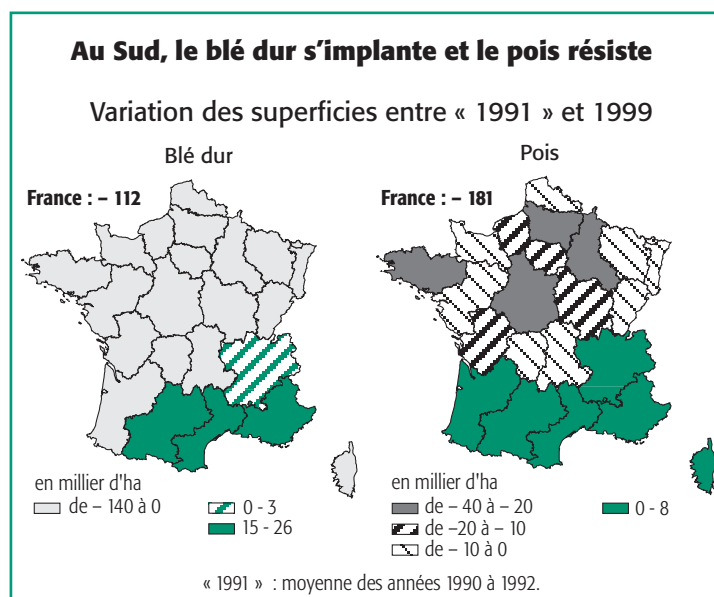 Au Sud, le blé dur s'implante et le pois résiste
Variation des superficies entre « 1991 » et 1999
Blé dur
France : – 112
en millier d'ha
de – 140 à 0
0 - 3
15 - 26
Pois
France : – 181
en millier d'ha
de – 40 à – 20
de –20 à – 10
de – 10 à 0
0 - 8
« 1991 » : moyenne des années 1990 à 1992.